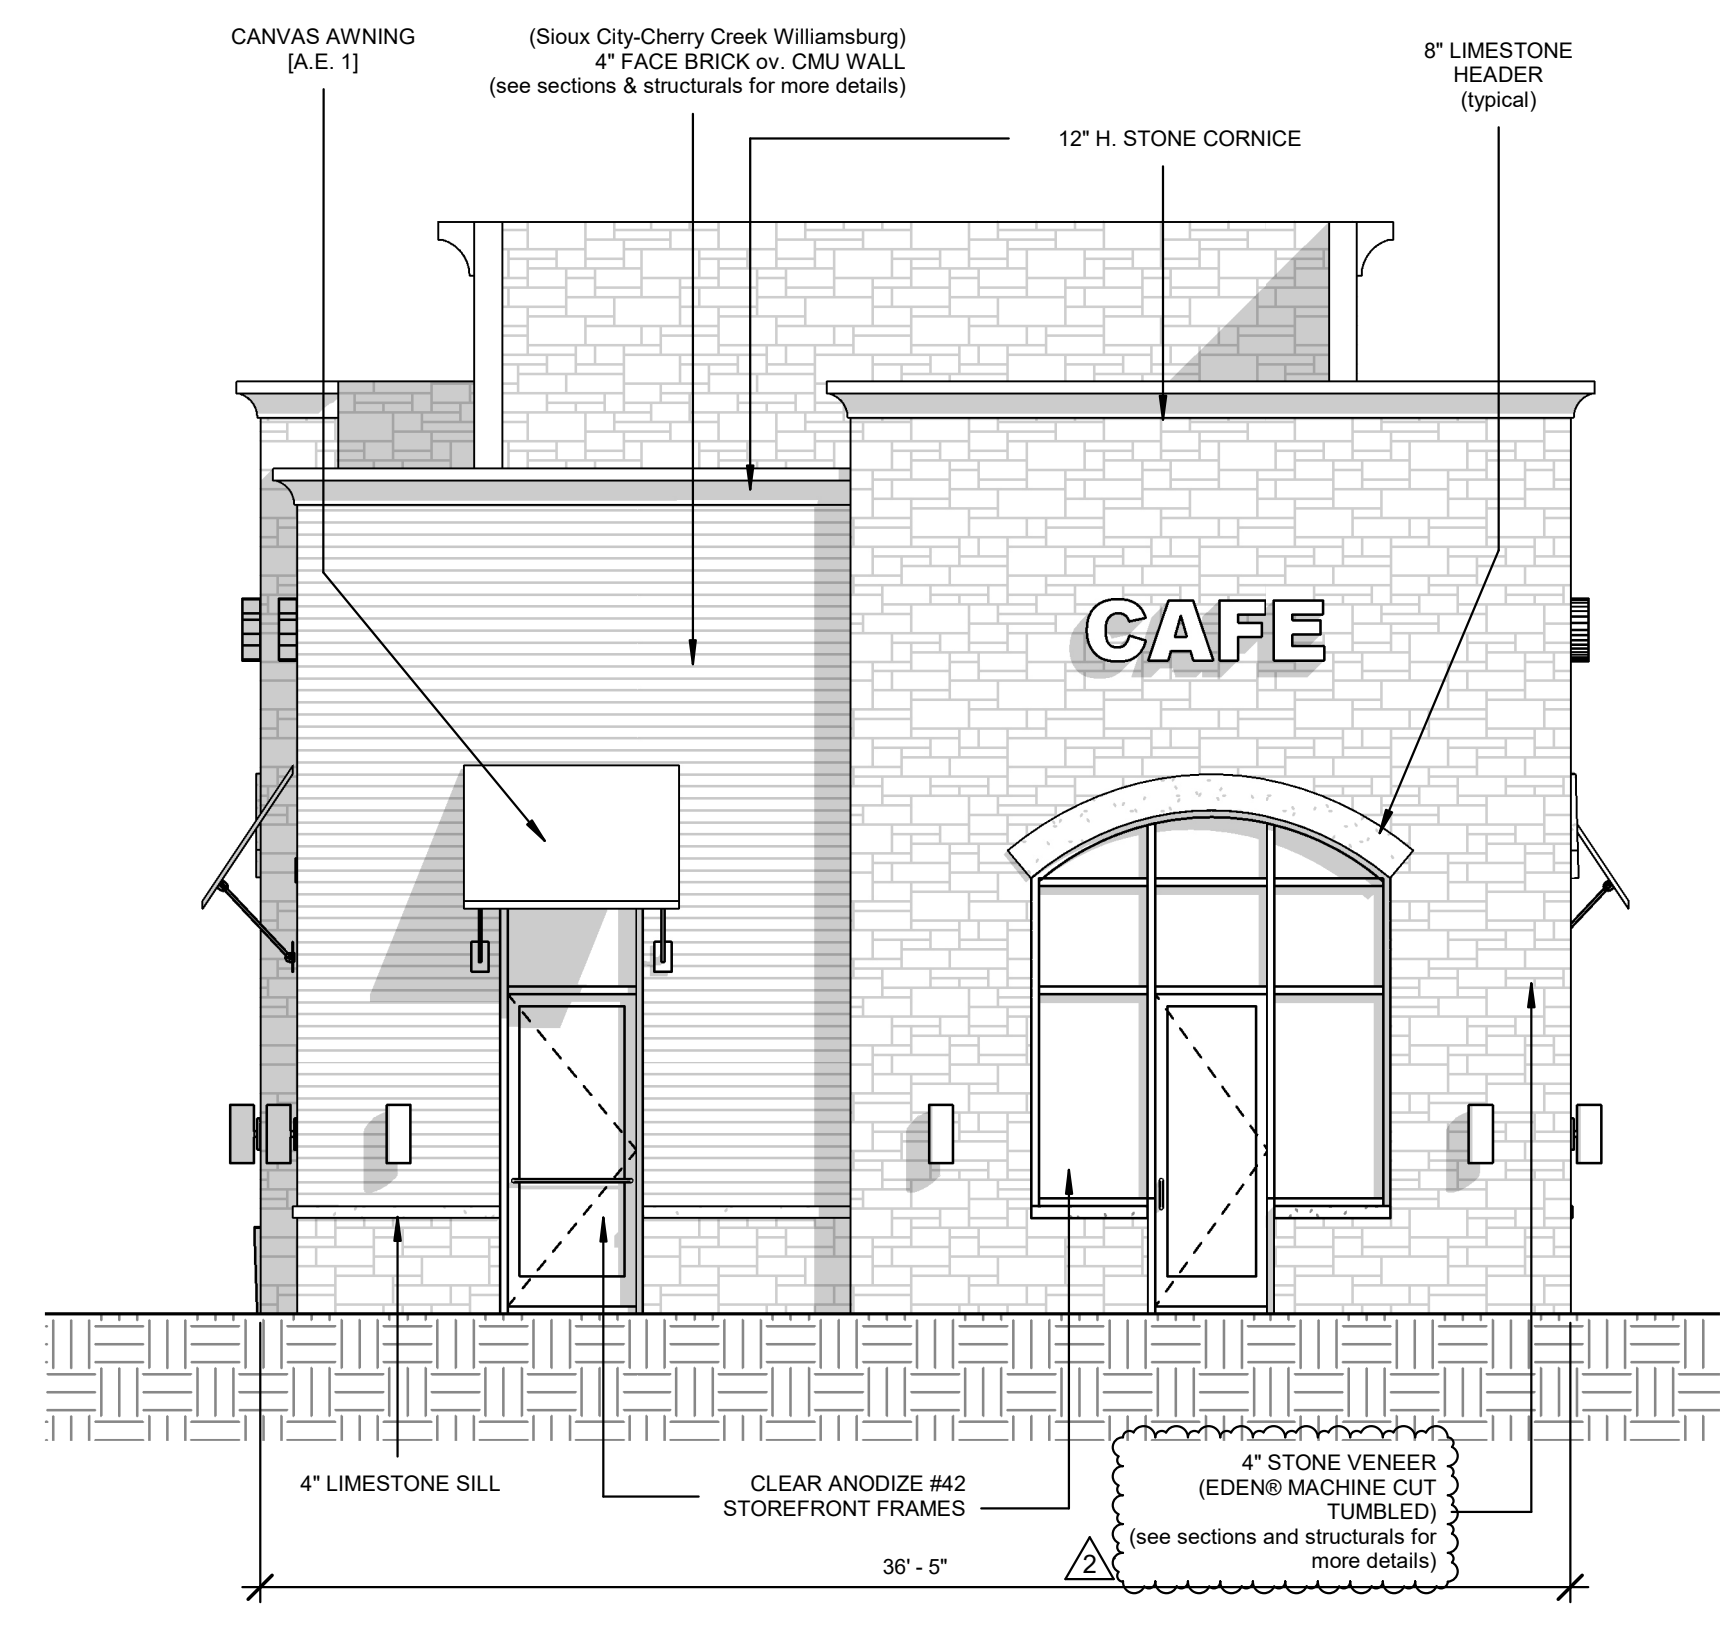 CANVAS AWNING
[A.E. 1]
(Sioux City-Cherry Creek Williamsburg)
4" FACE BRICK ov. CMU WALL
(see sections & structurals for more details)
8" LIMESTONE
HEADER
(typical)
12" H. STONE CORNICE
CAFE
4" LIMESTONE SILL
CLEAR ANODIZE #42
STOREFRONT FRAMES
4" STONE VENEER
(EDEN® MACHINE CUT
TUMBLED)
(see sections and structurals for
more details)
2
36' - 5"